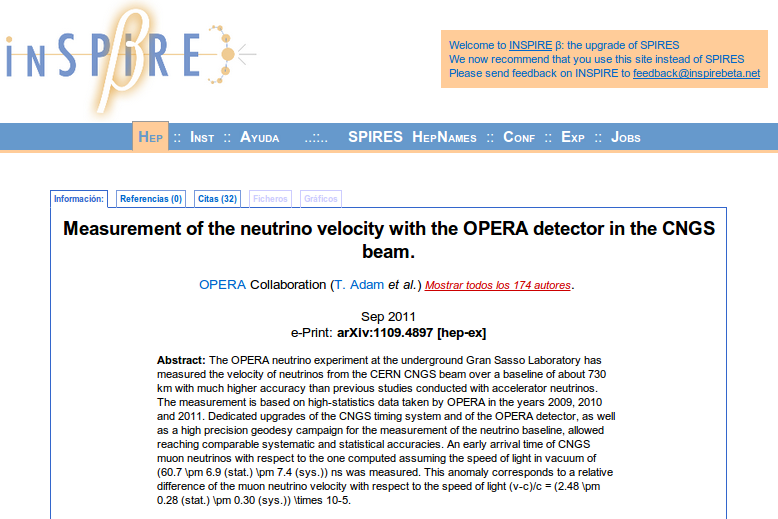 inSPIRE
β
Welcome to INSPIRE β: the upgrade of SPIRES
We now recommend that you use this site instead of SPIRES
Please send feedback on INSPIRE to feedback@inspirebeta.net
HEP :: INST :: AYUDA ..::.. SPIRES HEPNAMES :: CONF :: EXP :: JOBS
Información: Referencias (0) Citas (32) Ficheros Gráficos
Measurement of the neutrino velocity with the OPERA detector in the CNGS
beam.
OPERA Collaboration (T. Adam et al.) Mostrar todos los 174 autores.
Sep 2011
e-Print: arXiv:1109.4897 [hep-ex]
Abstract: The OPERA neutrino experiment at the underground Gran Sasso Laboratory has
measured the velocity of neutrinos from the CERN CNGS beam over a baseline of about 730
km with much higher accuracy than previous studies conducted with accelerator neutrinos.
The measurement is based on high-statistics data taken by OPERA in the years 2009, 2010
and 2011. Dedicated upgrades of the CNGS timing system and of the OPERA detector, as well
as a high precision geodesy campaign for the measurement of the neutrino baseline, allowed
reaching comparable systematic and statistical accuracies. An early arrival time of CNGS
muon neutrinos with respect to the one computed assuming the speed of light in vacuum of
(60.7 \pm 6.9 (stat.) \pm 7.4 (sys.)) ns was measured. This anomaly corresponds to a relative
difference of the muon neutrino velocity with respect to the speed of light (v-c)/c = (2.48 \pm
0.28 (stat.) \pm 0.30 (sys.)) \times 10-5.